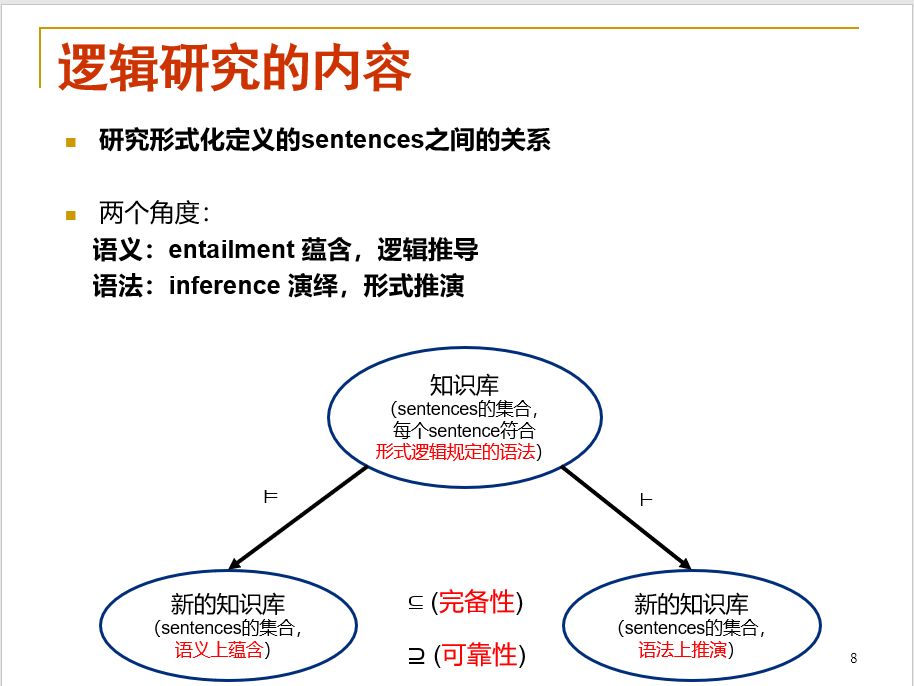 逻辑研究的内容
研究形式化定义的sentences之间的关系
两个角度：
语义：entailment 蕴含，逻辑推导
语法：inference 演绎，形式推演
知识库
（sentences的集合，
每个sentence符合
形式逻辑规定的语法）
⊨
⊢
新的知识库
（sentences的集合，
语义上蕴含）
⊆ (完备性)
⊇ (可靠性)
新的知识库
（sentences的集合，
语法上推演）
8